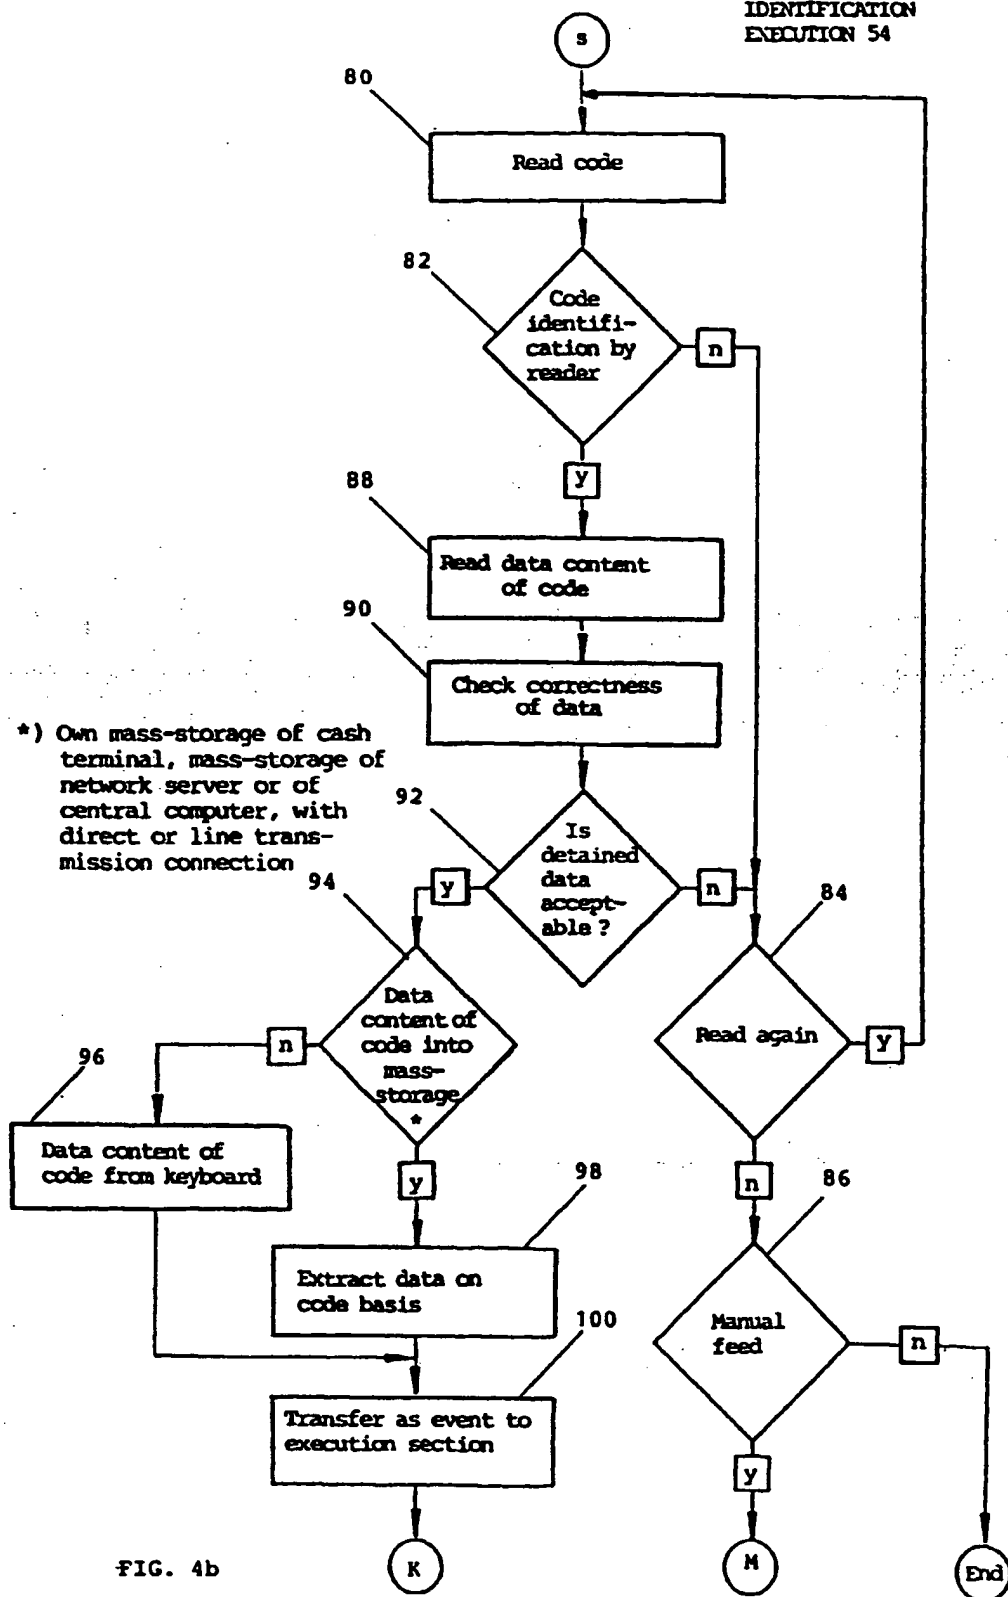 IDENTIFICATION
EXECUTION 54
s
80
Read code
82
Code
identifi-
cation by
reader
n
y
88
Read data content
of code
90
Check correctness
of data
*) Own mass-storage of cash
terminal, mass-storage of
network server or of
central computer, with
direct or line trans-
mission connection
92
Is
detained
data
accept-
able?
y
n
94
84
Data
content of
code into
mass-
storage
*
n
Read again
y
96
Data content of
code from keyboard
y
n
98
86
Extract data on
code basis
100
Manual
feed
n
Transfer as event to
execution section
y
FIG. 4b
K
M
End